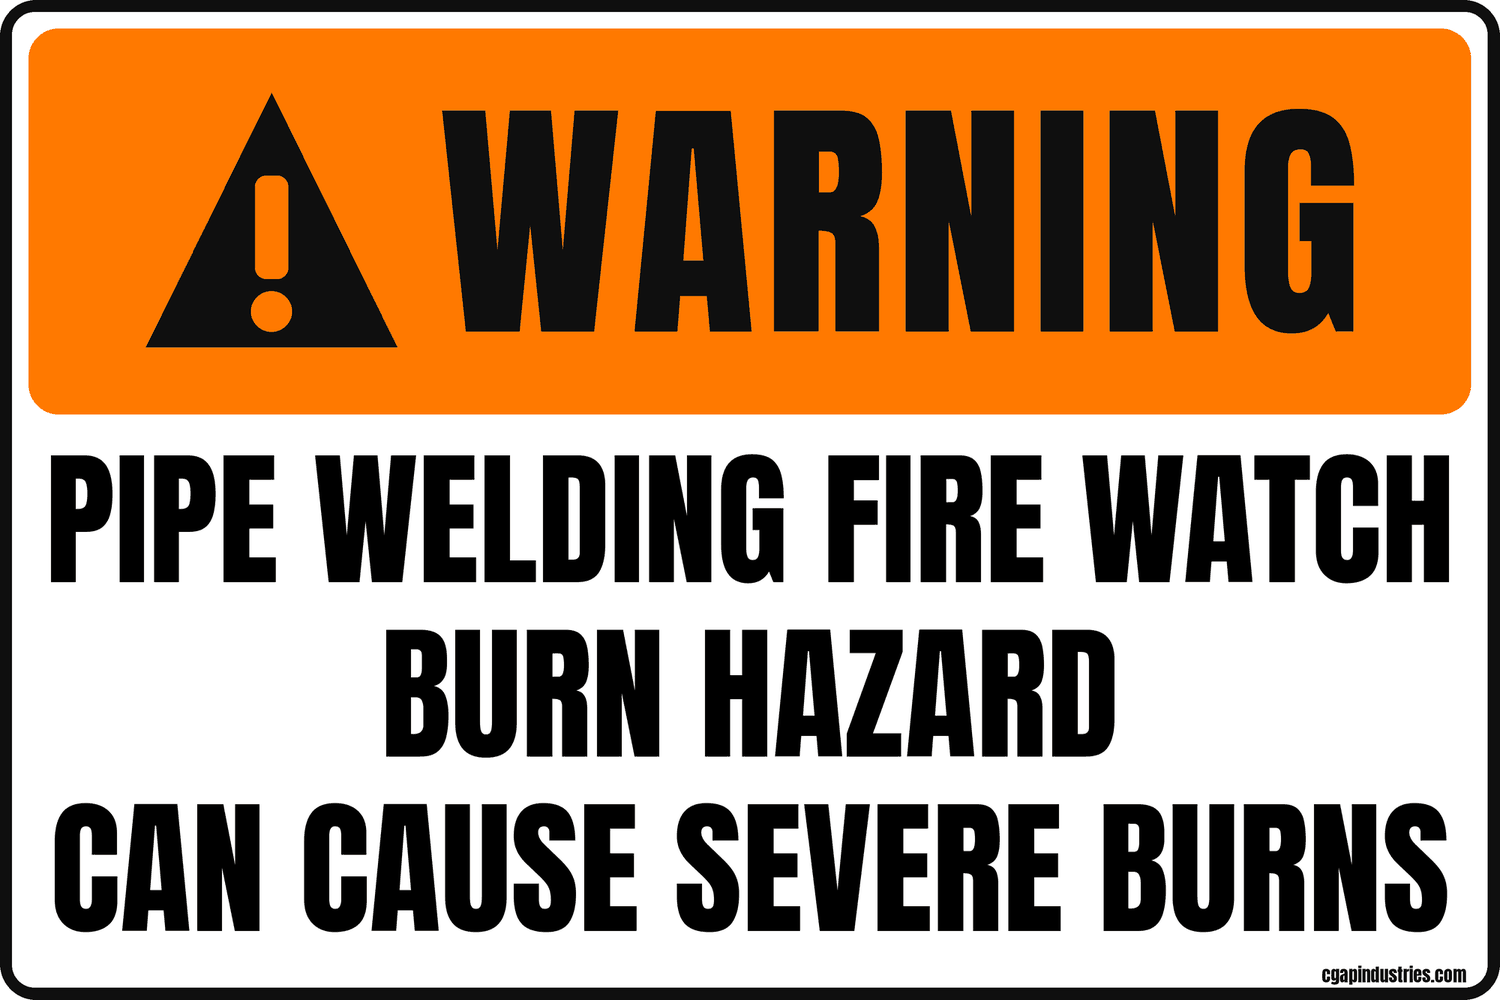 WARNING
PIPE WELDING FIRE WATCH
BURN HAZARD
CAN CAUSE SEVERE BURNS
cgapindustries.com